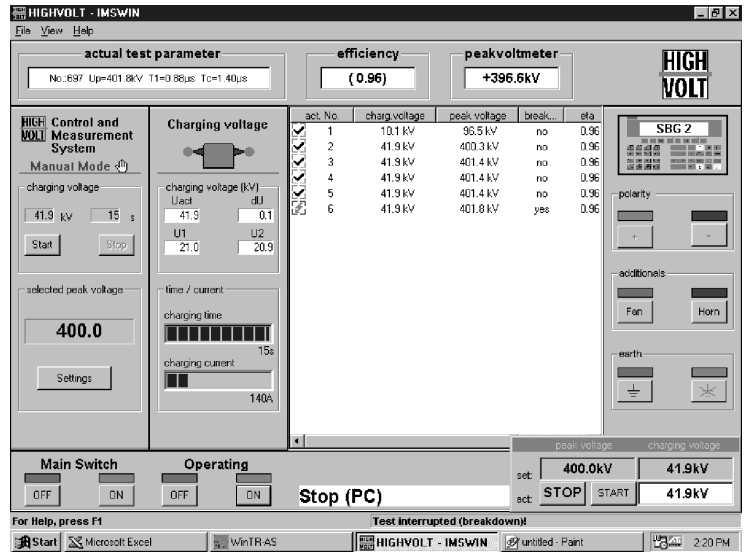 HIGHVOLT - IMSWIN
File View Help
actual test parameter
No.:697 Up=401.8kV T1=0.88µs Tc=1.40µs
efficiency
( 0.96)
peakvoltmeter
+396.6kV
HIGH
VOLT
HIGH VOLT Control and
Measurement
System
Manual Mode
charging voltage
41.9 kV 15 s
Start Stop
selected peak voltage
400.0
Settings
Charging voltage
charging voltage (kV)
Uact dU
41.9 0.1
U1 U2
21.0 20.9
time / current
charging time
15s
charging current
140A
act. No. charg.voltage peak voltage break... eta
1 10.1 kV 96.5 kV no 0.96
2 41.9 kV 400.3 kV no 0.96
3 41.9 kV 401.4 kV no 0.96
4 41.9 kV 401.4 kV no 0.96
5 41.9 kV 401.4 kV no 0.96
6 41.9 kV 401.8 kV yes 0.96
SBG 2
polarity
+ -
additionals
Fan Horn
earth
Main Switch
OFF ON
Operating
OFF ON
Stop (PC)
peak voltage charging voltage
set: 400.0kV 41.9kV
act: STOP START 41.9kV
For Help, press F1
Test interrupted (breakdown)!
Start Microsoft Excel WinTR-AS HIGHVOLT - IMSWIN untitled - Paint 2:20 PM